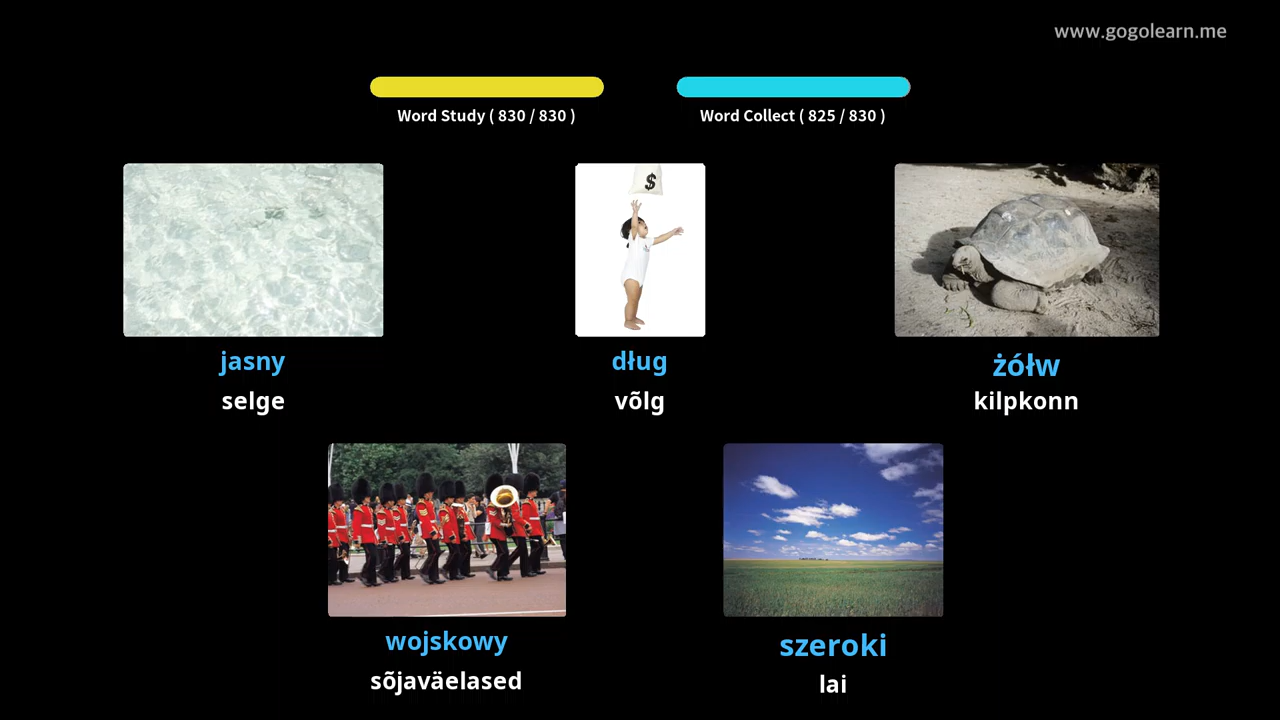 www.gogolearn.me
Word Study ( 830 / 830 )
Word Collect ( 825 / 830 )
$
jasny
selge
dług
võlg
żółw
kilpkonn
wojskowy
sõjaväelased
szeroki
lai